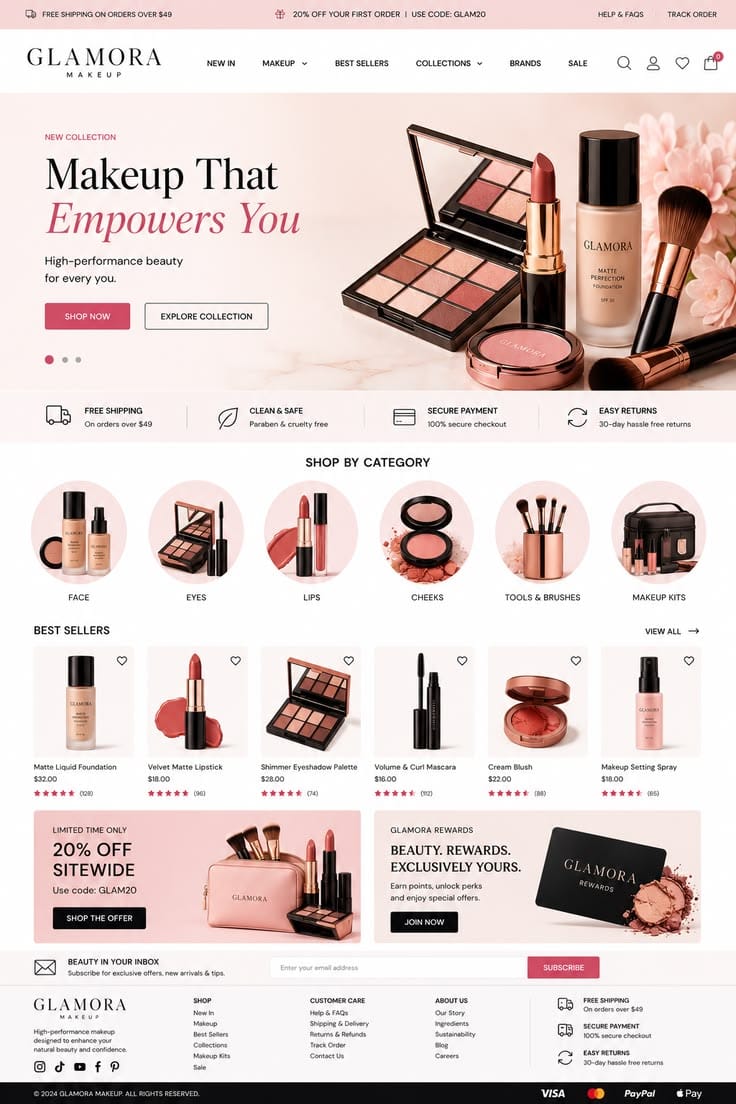 FREE SHIPPING ON ORDERS OVER $49
20% OFF YOUR FIRST ORDER | USE CODE: GLAM20
HELP & FAQS
TRACK ORDER
GLAMORA
MAKEUP
NEW IN
MAKEUP
BEST SELLERS
COLLECTIONS
BRANDS
SALE
0
NEW COLLECTION
Makeup That
Empowers You
High-performance beauty
for every you.
SHOP NOW
EXPLORE COLLECTION
GLAMORA
MATTE
PERFECTION
FOUNDATION
SPF 20
GLAMORA
FREE SHIPPING
On orders over $49
CLEAN & SAFE
Paraben & cruelty free
SECURE PAYMENT
100% secure checkout
EASY RETURNS
30-day hassle free returns
SHOP BY CATEGORY
GLAMORA
FACE
EYES
LIPS
CHEEKS
TOOLS & BRUSHES
MAKEUP KITS
BEST SELLERS
VIEW ALL
GLAMORA
GLAMORA
Matte Liquid Foundation
$32.00
(128)
Velvet Matte Lipstick
$18.00
(96)
Shimmer Eyeshadow Palette
$28.00
(74)
Volume & Curl Mascara
$16.00
(112)
Cream Blush
$22.00
(88)
Makeup Setting Spray
$18.00
(65)
LIMITED TIME ONLY
20% OFF
SITEWIDE
Use code: GLAM20
SHOP THE OFFER
GLAMORA
GLAMORA REWARDS
BEAUTY. REWARDS.
EXCLUSIVELY YOURS.
Earn points, unlock perks
and enjoy special offers.
JOIN NOW
GLAMORA
REWARDS
BEAUTY IN YOUR INBOX
Subscribe for exclusive offers, new arrivals & tips.
Enter your email address
SUBSCRIBE
GLAMORA
MAKEUP
High-performance makeup
designed to enhance your
natural beauty and confidence.
SHOP
New In
Makeup
Best Sellers
Collections
Makeup Kits
Sale
CUSTOMER CARE
Help & FAQs
Shipping & Delivery
Returns & Refunds
Track Order
Contact Us
ABOUT US
Our Story
Ingredients
Sustainability
Blog
Careers
FREE SHIPPING
On orders over $49
SECURE PAYMENT
100% secure checkout
EASY RETURNS
30-day hassle free returns
© 2024 GLAMORA MAKEUP. ALL RIGHTS RESERVED.
VISA
PayPal
Pay